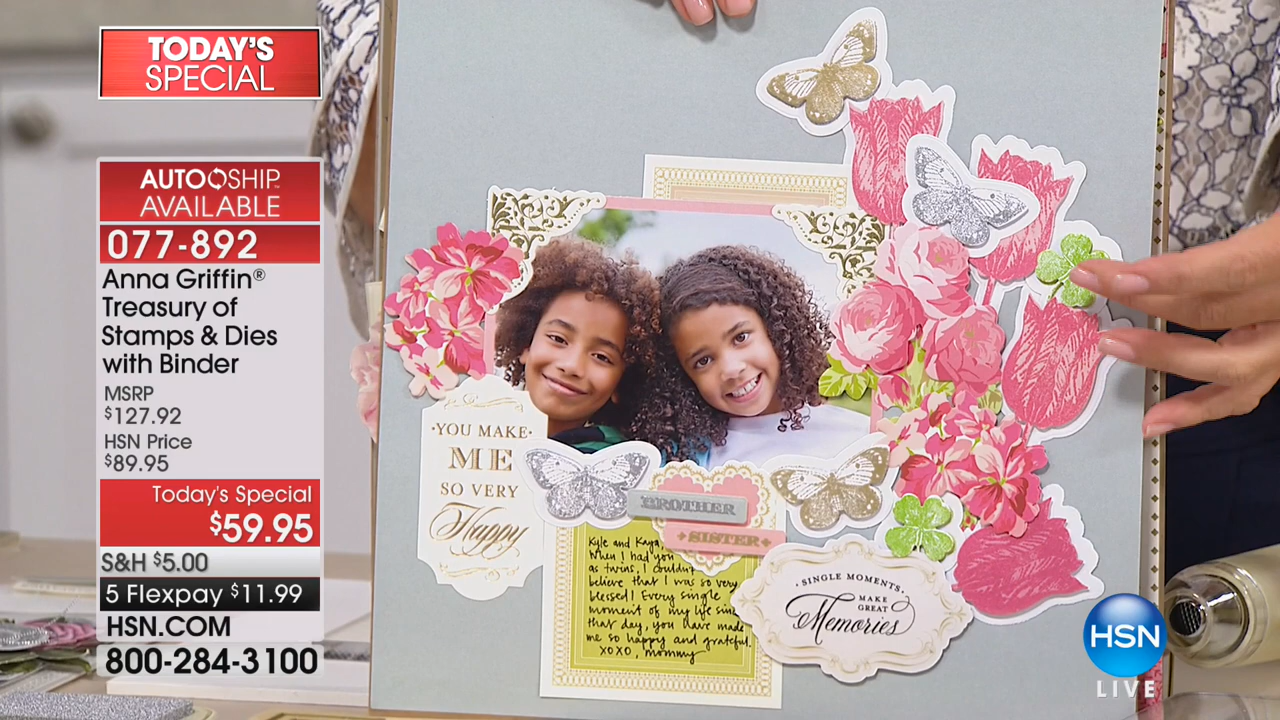 TODAY'S
SPECIAL
AUTOSHIP™
AVAILABLE
077-892
Anna Griffin®
Treasury of
Stamps & Dies
with Binder
MSRP
$127.92
HSN Price
$89.95
Today's Special
$59.95
S&H $5.00
5 Flexpay $11.99
HSN.COM
800-284-3100
·YOU MAKE·
ME
SO VERY
Happy
BROTHER
SISTER
Kyle and Kaya,
When I had you
as twins, I couldn't
believe that I was so very
blessed! Every single
moment of my life since
that day, you have made
me so happy and grateful.
XOXO, mommy
·SINGLE MOMENTS·
MAKE
GREAT
Memories
HSN
LIVE